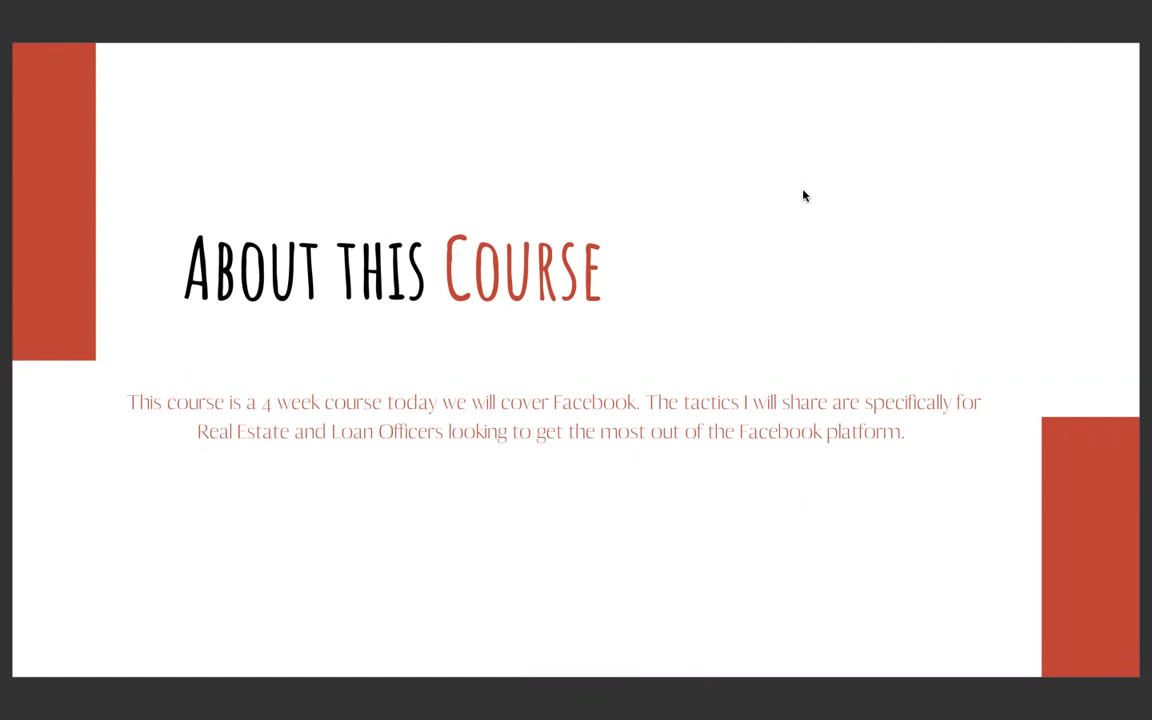 About this Course
This course is a 4 week course today we will cover Facebook. The tactics I will share are specifically for
Real Estate and Loan Officers looking to get the most out of the Facebook platform.